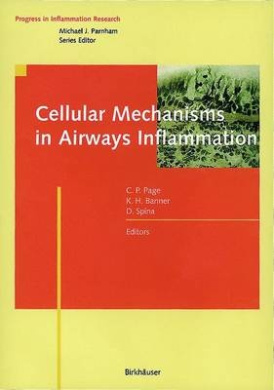 Progress in Inflammation Research
Michael J. Parnham
Series Editor
Cellular Mechanisms
in Airways Inflammation
C. P. Page
K. H. Banner
D. Spina
Editors
Birkhäuser